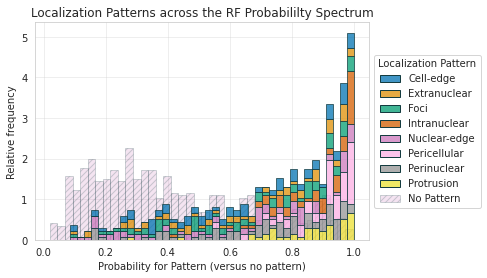 Localization Patterns across the RF Probabililty Spectrum
Relative frequency
5
4
3
2
1
0
0.0 0.2 0.4 0.6 0.8 1.0
Probability for Pattern (versus no pattern)
Localization Pattern
Cell-edge
Extranuclear
Foci
Intranuclear
Nuclear-edge
Pericellular
Perinuclear
Protrusion
No Pattern